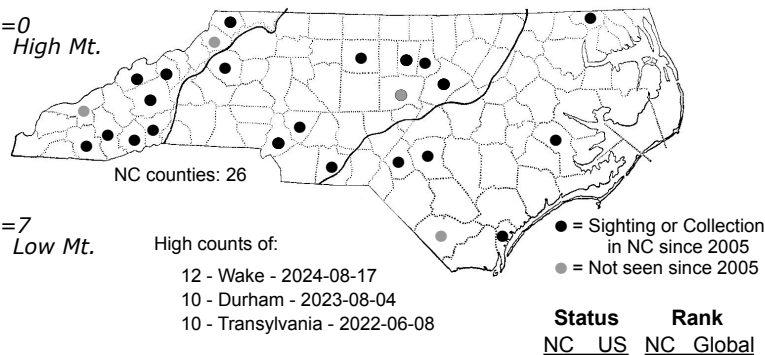 =0
High Mt.
NC counties: 26
=7
Low Mt.
High counts of:
12 - Wake - 2024-08-17
10 - Durham - 2023-08-04
10 - Transylvania - 2022-06-08
= Sighting or Collection
in NC since 2005
= Not seen since 2005
Status Rank
NC US NC Global